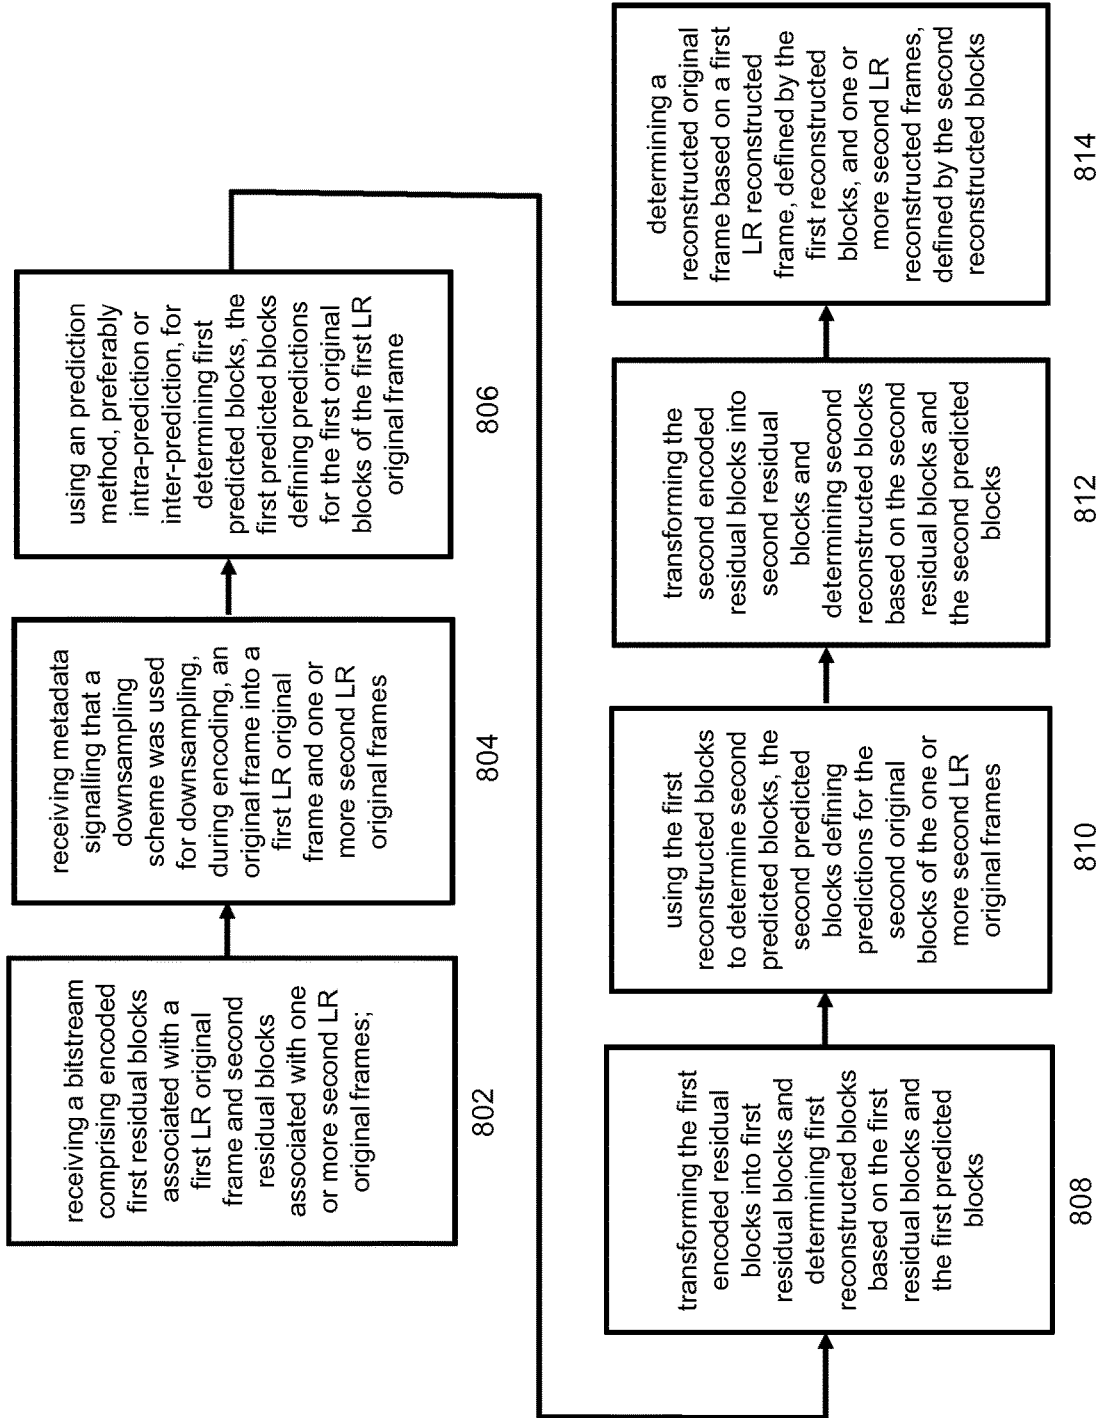 receiving a bitstream
comprising encoded
first residual blocks
associated with a
first LR original
frame and second
residual blocks
associated with one
or more second LR
original frames;
802
receiving metadata
signalling that a
downsampling
scheme was used
for downsampling,
during encoding, an
original frame into a
first LR original
frame and one or
more second LR
original frames
804
using an prediction
method, preferably
intra-prediction or
inter-prediction, for
determining first
predicted blocks, the
first predicted blocks
defining predictions
for the first original
blocks of the first LR
original frame
806
transforming the first
encoded residual
blocks into first
residual blocks and
determining first
reconstructed blocks
based on the first
residual blocks and
the first predicted
blocks
808
using the first
reconstructed blocks
to determine second
predicted blocks, the
second predicted
blocks defining
predictions for the
second original
blocks of the one or
more second LR
original frames
810
transforming the
second encoded
residual blocks into
second residual
blocks and
determining second
reconstructed blocks
based on the second
residual blocks and
the second predicted
blocks
812
determining a
reconstructed original
frame based on a first
LR reconstructed
frame, defined by the
first reconstructed
blocks, and one or
more second LR
reconstructed frames,
defined by the second
reconstructed blocks
814